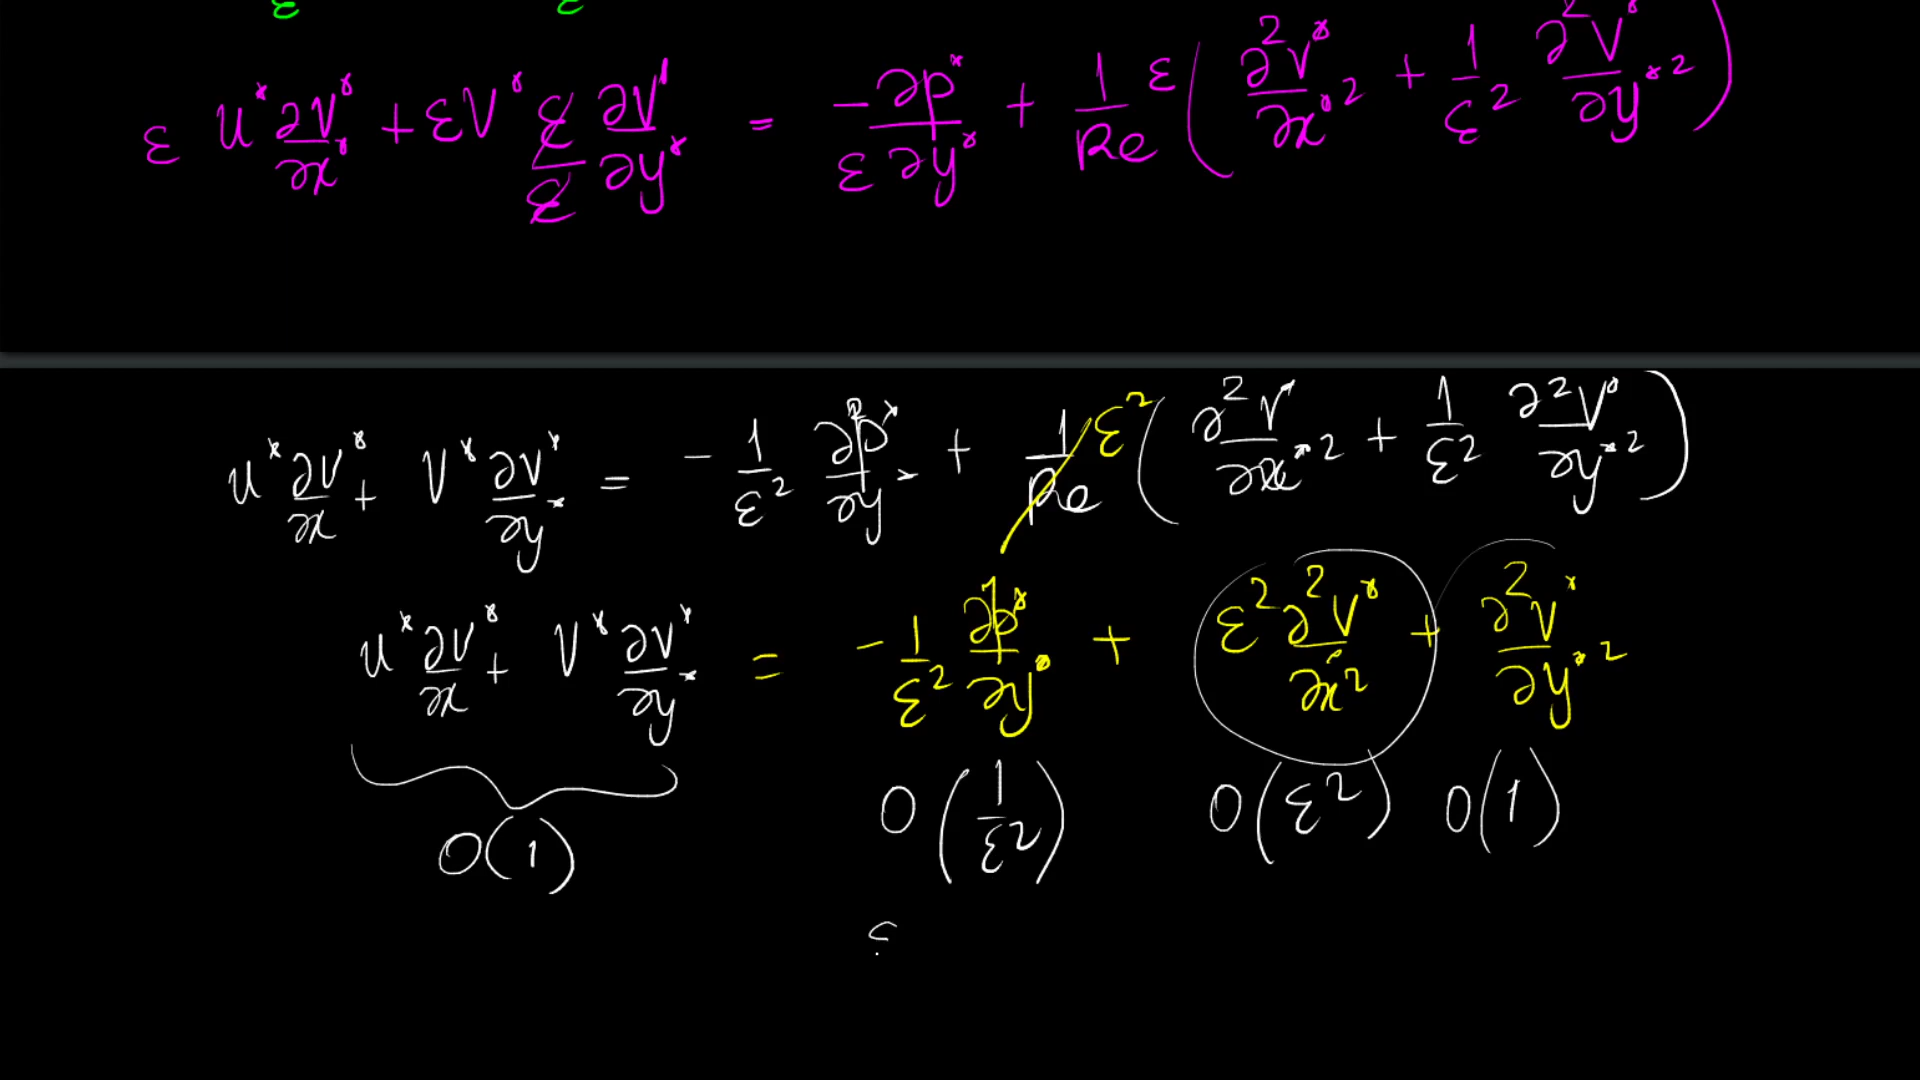 ε ε
ε u* ∂v*/∂x* + εv* ε/ε ∂v*/∂y* = -∂p*/ε∂y* + 1/Re ε(∂²v*/∂x*² + 1/ε² ∂²v*/∂y*²)
u* ∂v*/∂x + v* ∂v*/∂y* = - 1/ε² ∂p*/∂y* + 1/Re ε² (∂²v*/∂x*² + 1/ε² ∂²v*/∂y*²)
u* ∂v*/∂x + v* ∂v*/∂y* = - 1/ε² ∂p*/∂y* + ε² ∂²v*/∂x*² + ∂²v*/∂y*²
O(1) O(1/ε²) O(ε²) O(1)